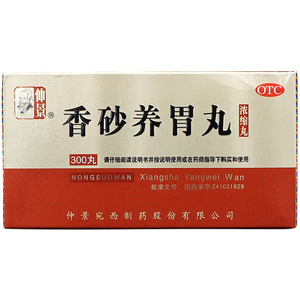 仲景®
OTC
香砂养胃丸
浓缩丸
300丸
请仔细阅读说明书并按说明使用或在药师指导下购买和使用
NONGSUOWAN Xiangsha Yangwei Wan
批准文号：国药准字Z41021829
仲景宛西制药股份有限公司